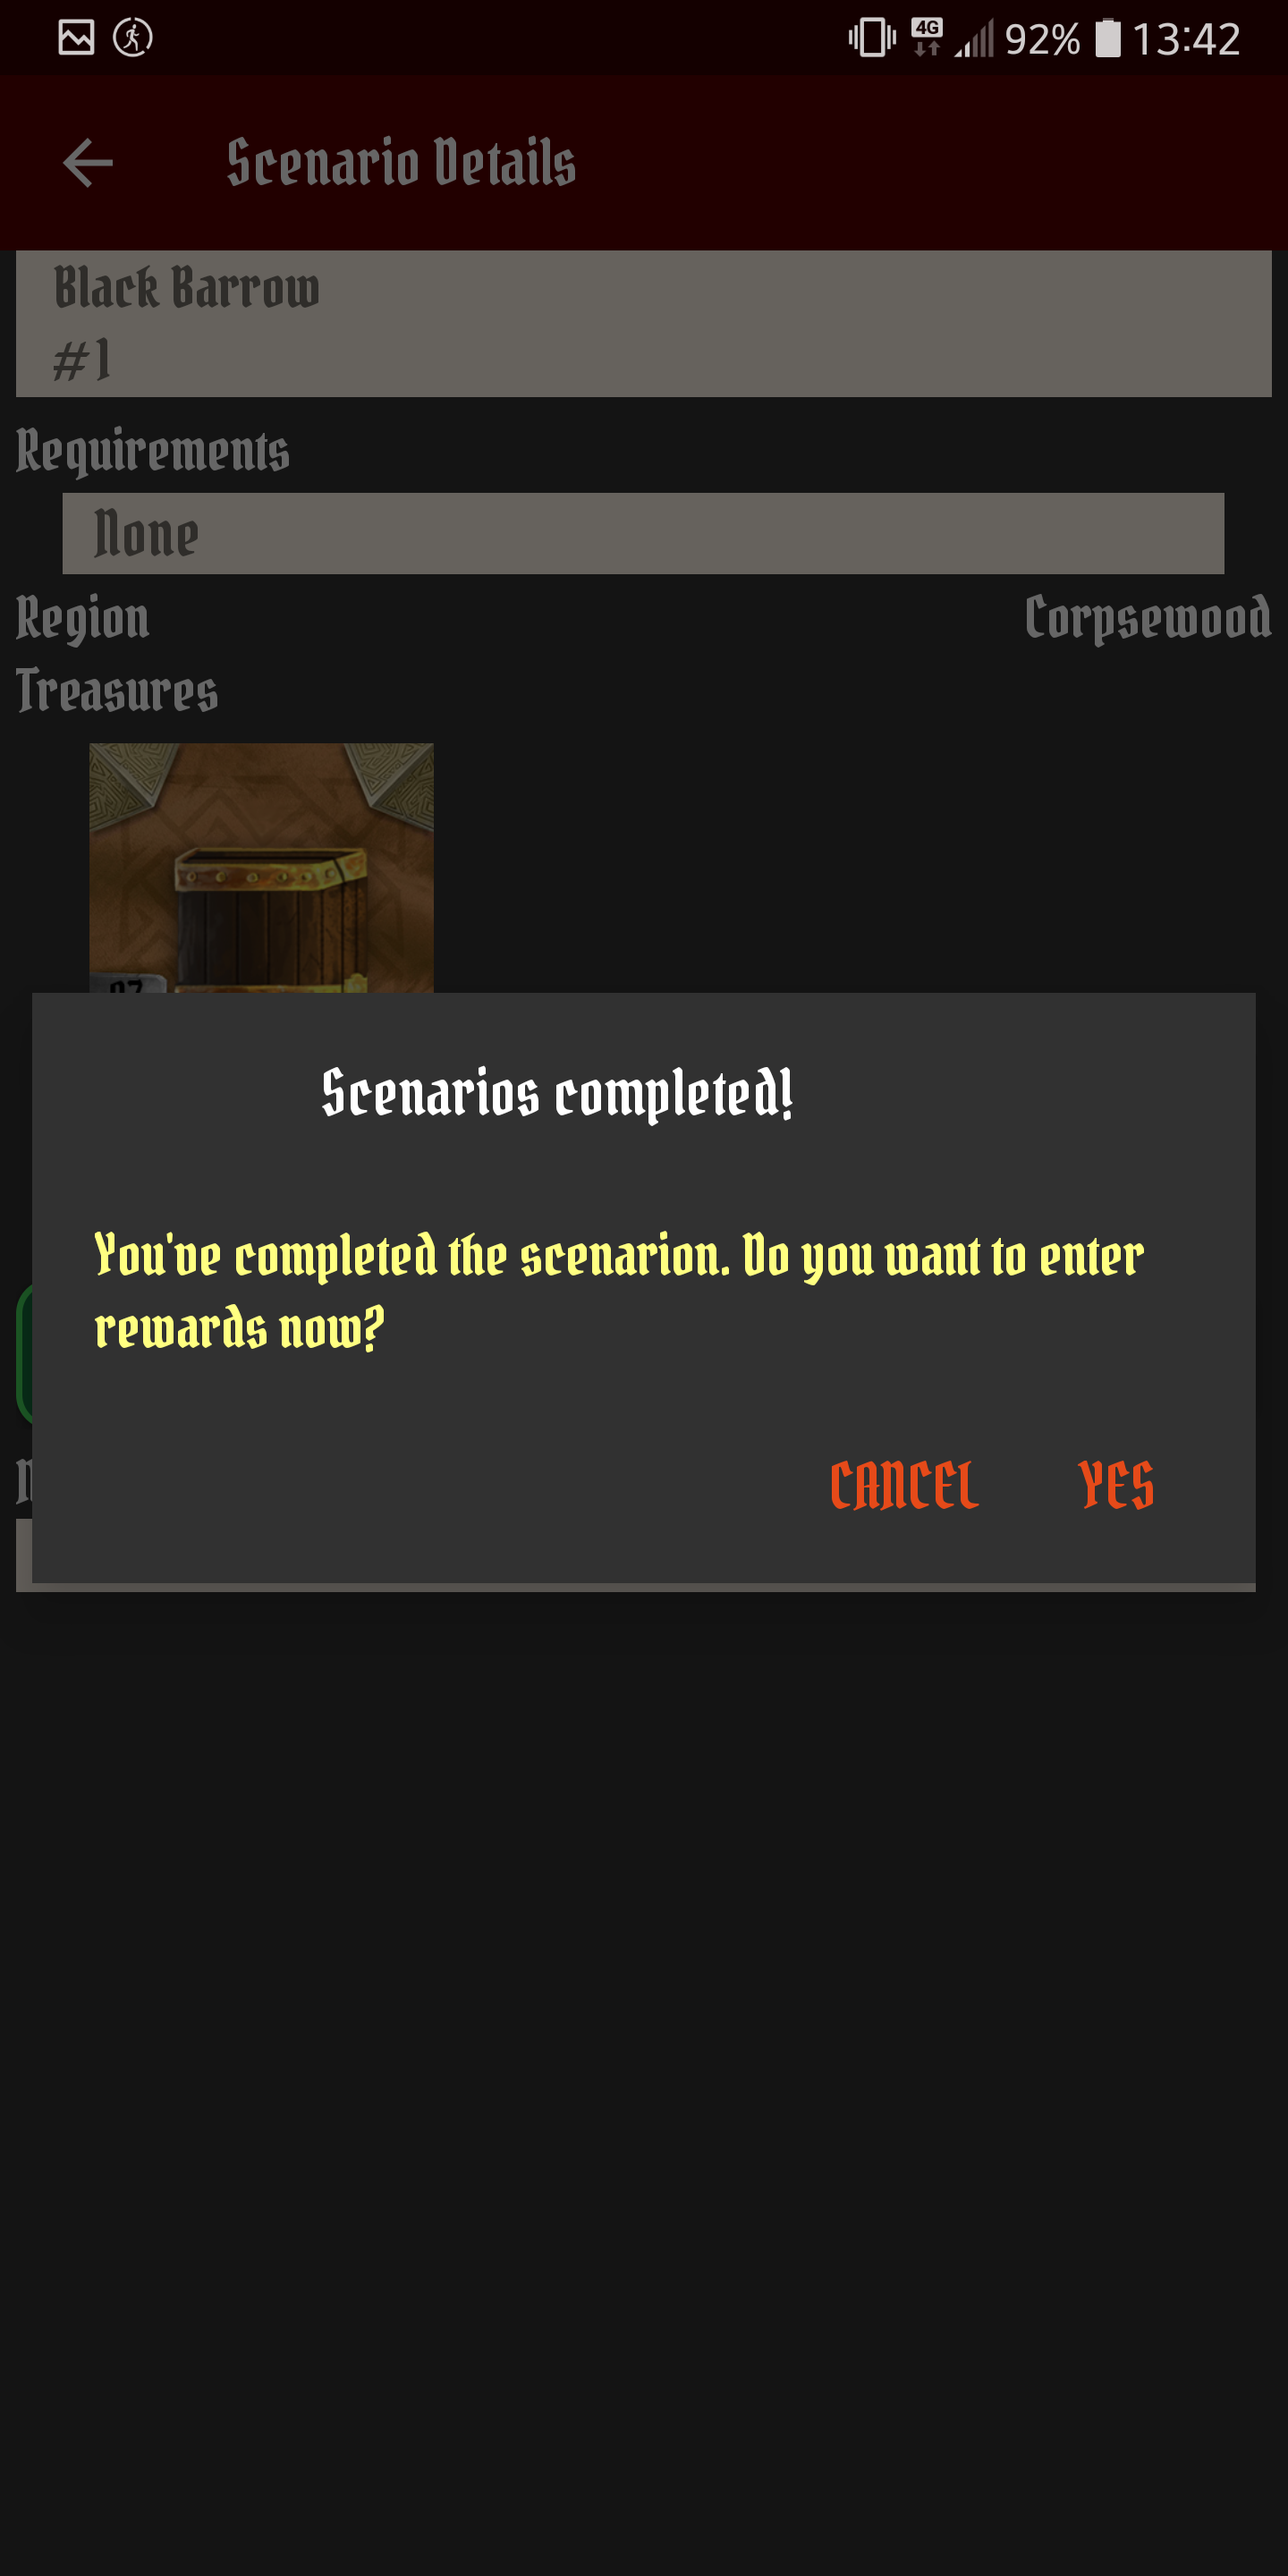 4G 92% 13:42
Scenario Details
Black Barrow
#1
Requirements
None
Region Corpsewood
Treasures
Scenarios completed!
You've completed the scenarion. Do you want to enter
rewards now?
CANCEL YES